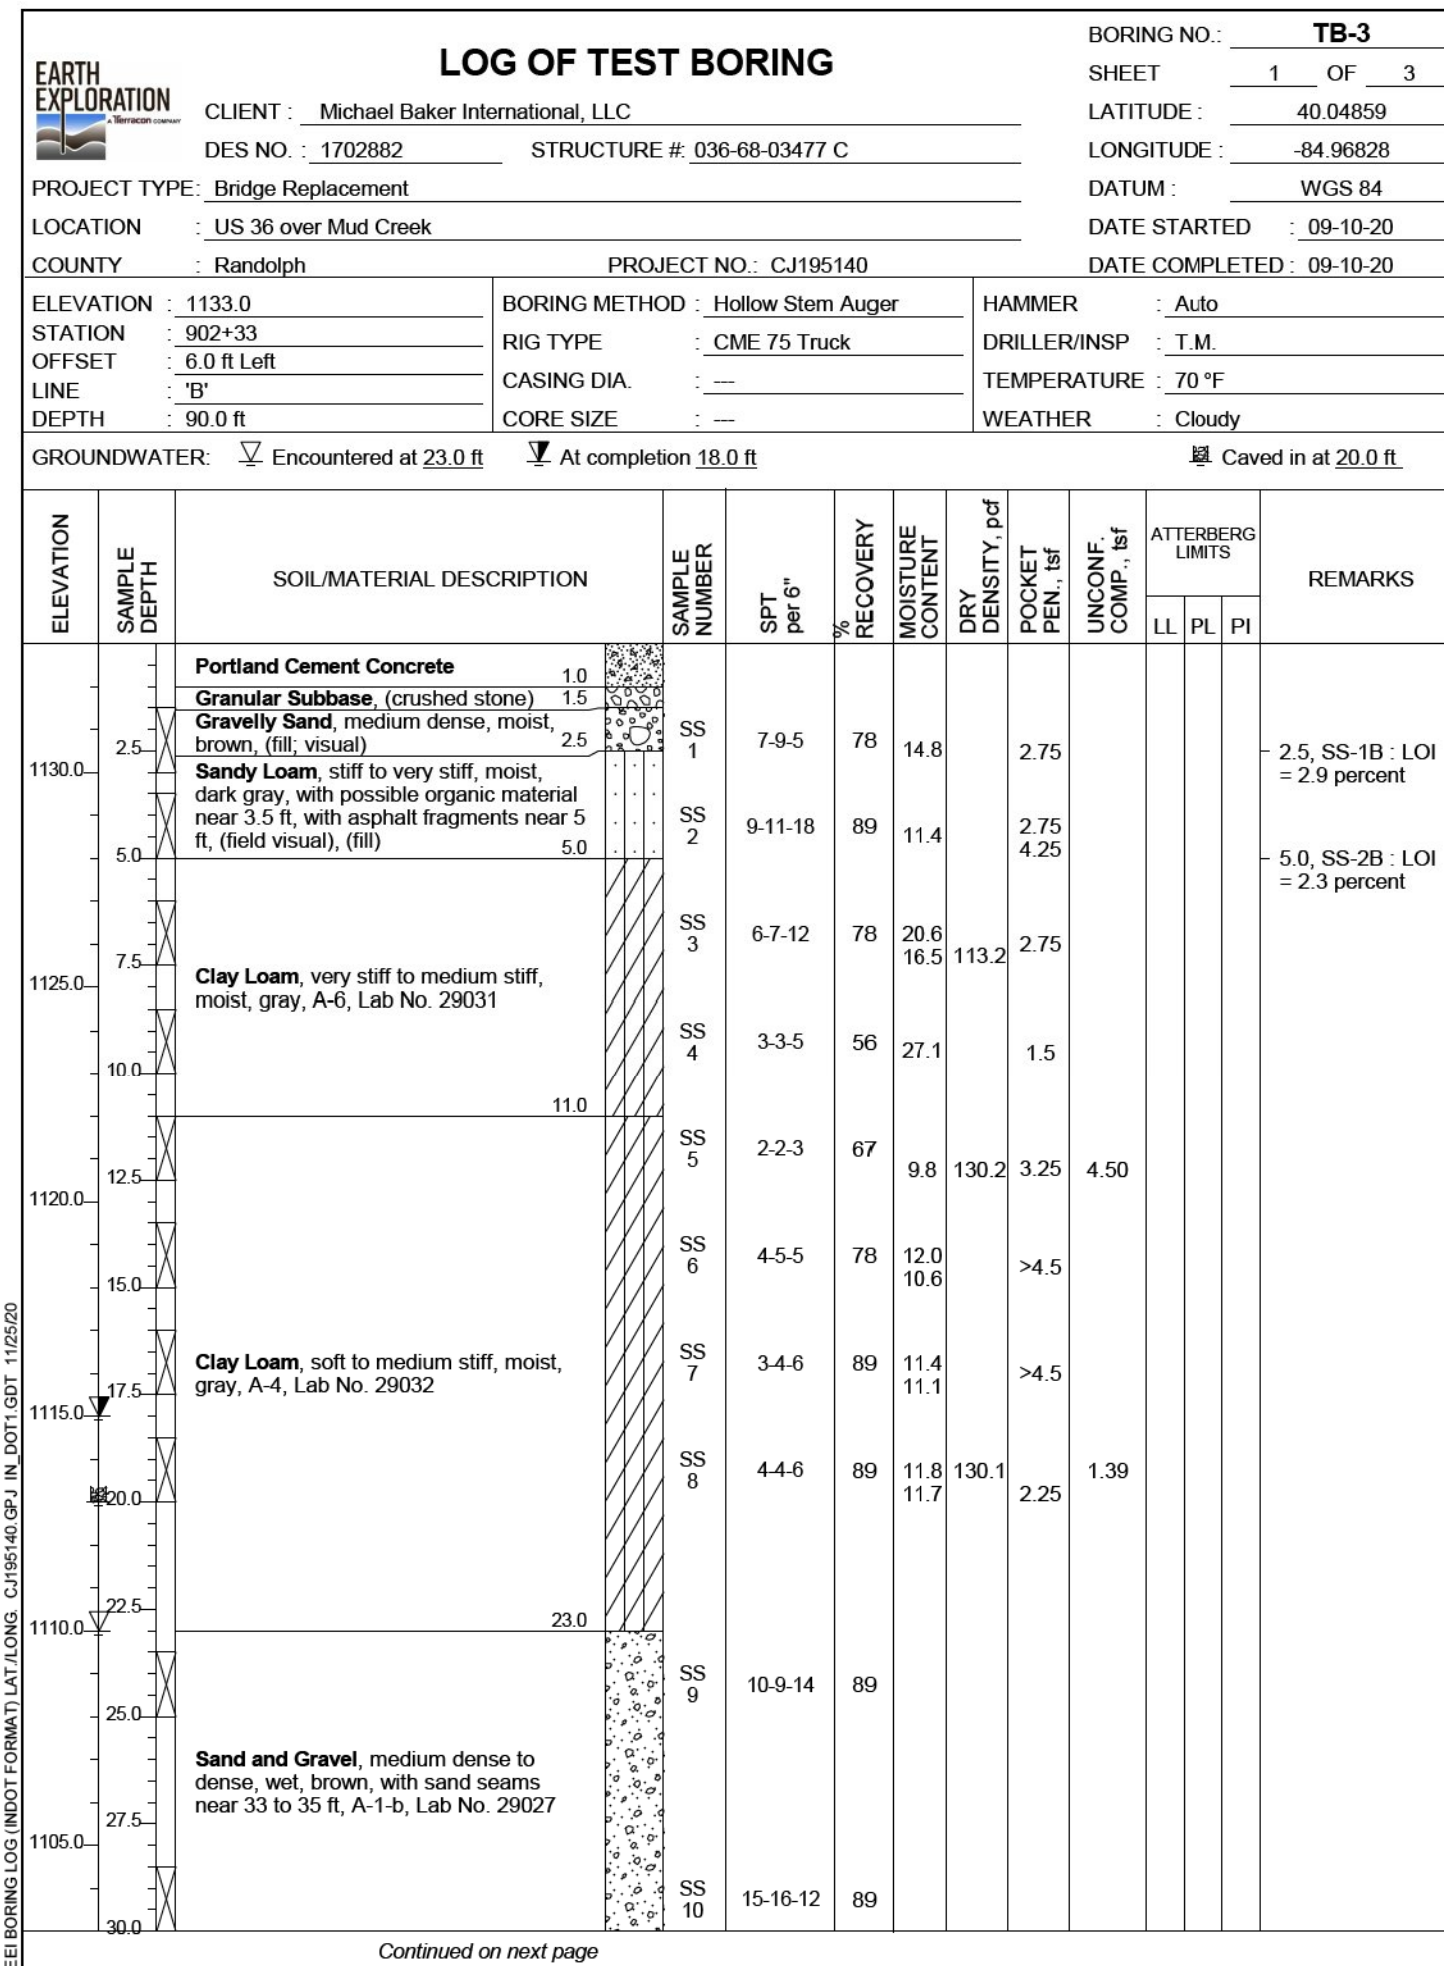 EARTH
EXPLORATION
A Terracon COMPANY
LOG OF TEST BORING
BORING NO.: TB-3
SHEET 1 OF 3
CLIENT : Michael Baker International, LLC
LATITUDE : 40.04859
DES NO. : 1702882 STRUCTURE #: 036-68-03477 C
LONGITUDE : -84.96828
PROJECT TYPE: Bridge Replacement
DATUM : WGS 84
LOCATION : US 36 over Mud Creek
DATE STARTED : 09-10-20
COUNTY : Randolph PROJECT NO.: CJ195140
DATE COMPLETED : 09-10-20
ELEVATION : 1133.0
STATION : 902+33
OFFSET : 6.0 ft Left
LINE : 'B'
DEPTH : 90.0 ft
BORING METHOD : Hollow Stem Auger
RIG TYPE : CME 75 Truck
CASING DIA. : ---
CORE SIZE : ---
HAMMER : Auto
DRILLER/INSP : T.M.
TEMPERATURE : 70 °F
WEATHER : Cloudy
GROUNDWATER: Encountered at 23.0 ft At completion 18.0 ft Caved in at 20.0 ft
ELEVATION
SAMPLE
DEPTH
SOIL/MATERIAL DESCRIPTION
SAMPLE
NUMBER
SPT
per 6"
%
RECOVERY
MOISTURE
CONTENT
DRY
DENSITY, pcf
POCKET
PEN., tsf
UNCONF.
COMP., tsf
ATTERBERG
LIMITS
LL PL PI
REMARKS
Portland Cement Concrete 1.0
Granular Subbase, (crushed stone) 1.5
Gravelly Sand, medium dense, moist,
brown, (fill; visual) 2.5
2.5
SS
1
7-9-5 78 14.8 2.75
2.5, SS-1B : LOI
= 2.9 percent
1130.0
Sandy Loam, stiff to very stiff, moist,
dark gray, with possible organic material
near 3.5 ft, with asphalt fragments near 5
ft, (field visual), (fill) 5.0
SS
2
9-11-18 89 11.4 2.75
4.25
5.0
5.0, SS-2B : LOI
= 2.3 percent
SS
3
6-7-12 78 20.6
16.5 113.2 2.75
7.5
1125.0
Clay Loam, very stiff to medium stiff,
moist, gray, A-6, Lab No. 29031
SS
4
3-3-5 56 27.1 1.5
10.0
11.0
SS
5
2-2-3 67
9.8 130.2 3.25 4.50
12.5
1120.0
SS
6
4-5-5 78 12.0
10.6 >4.5
15.0
Clay Loam, soft to medium stiff, moist,
gray, A-4, Lab No. 29032
SS
7
3-4-6 89 11.4
11.1 >4.5
17.5
1115.0
SS
8
4-4-6 89 11.8 130.1 1.39
11.7 2.25
20.0
22.5
1110.0
23.0
SS
9
10-9-14 89
25.0
Sand and Gravel, medium dense to
dense, wet, brown, with sand seams
near 33 to 35 ft, A-1-b, Lab No. 29027
27.5
1105.0
SS
10
15-16-12 89
30.0
Continued on next page
EEI BORING LOG (INDOT FORMAT) LAT./LONG. CJ195140.GPJ IN_DOT1.GDT 11/25/20